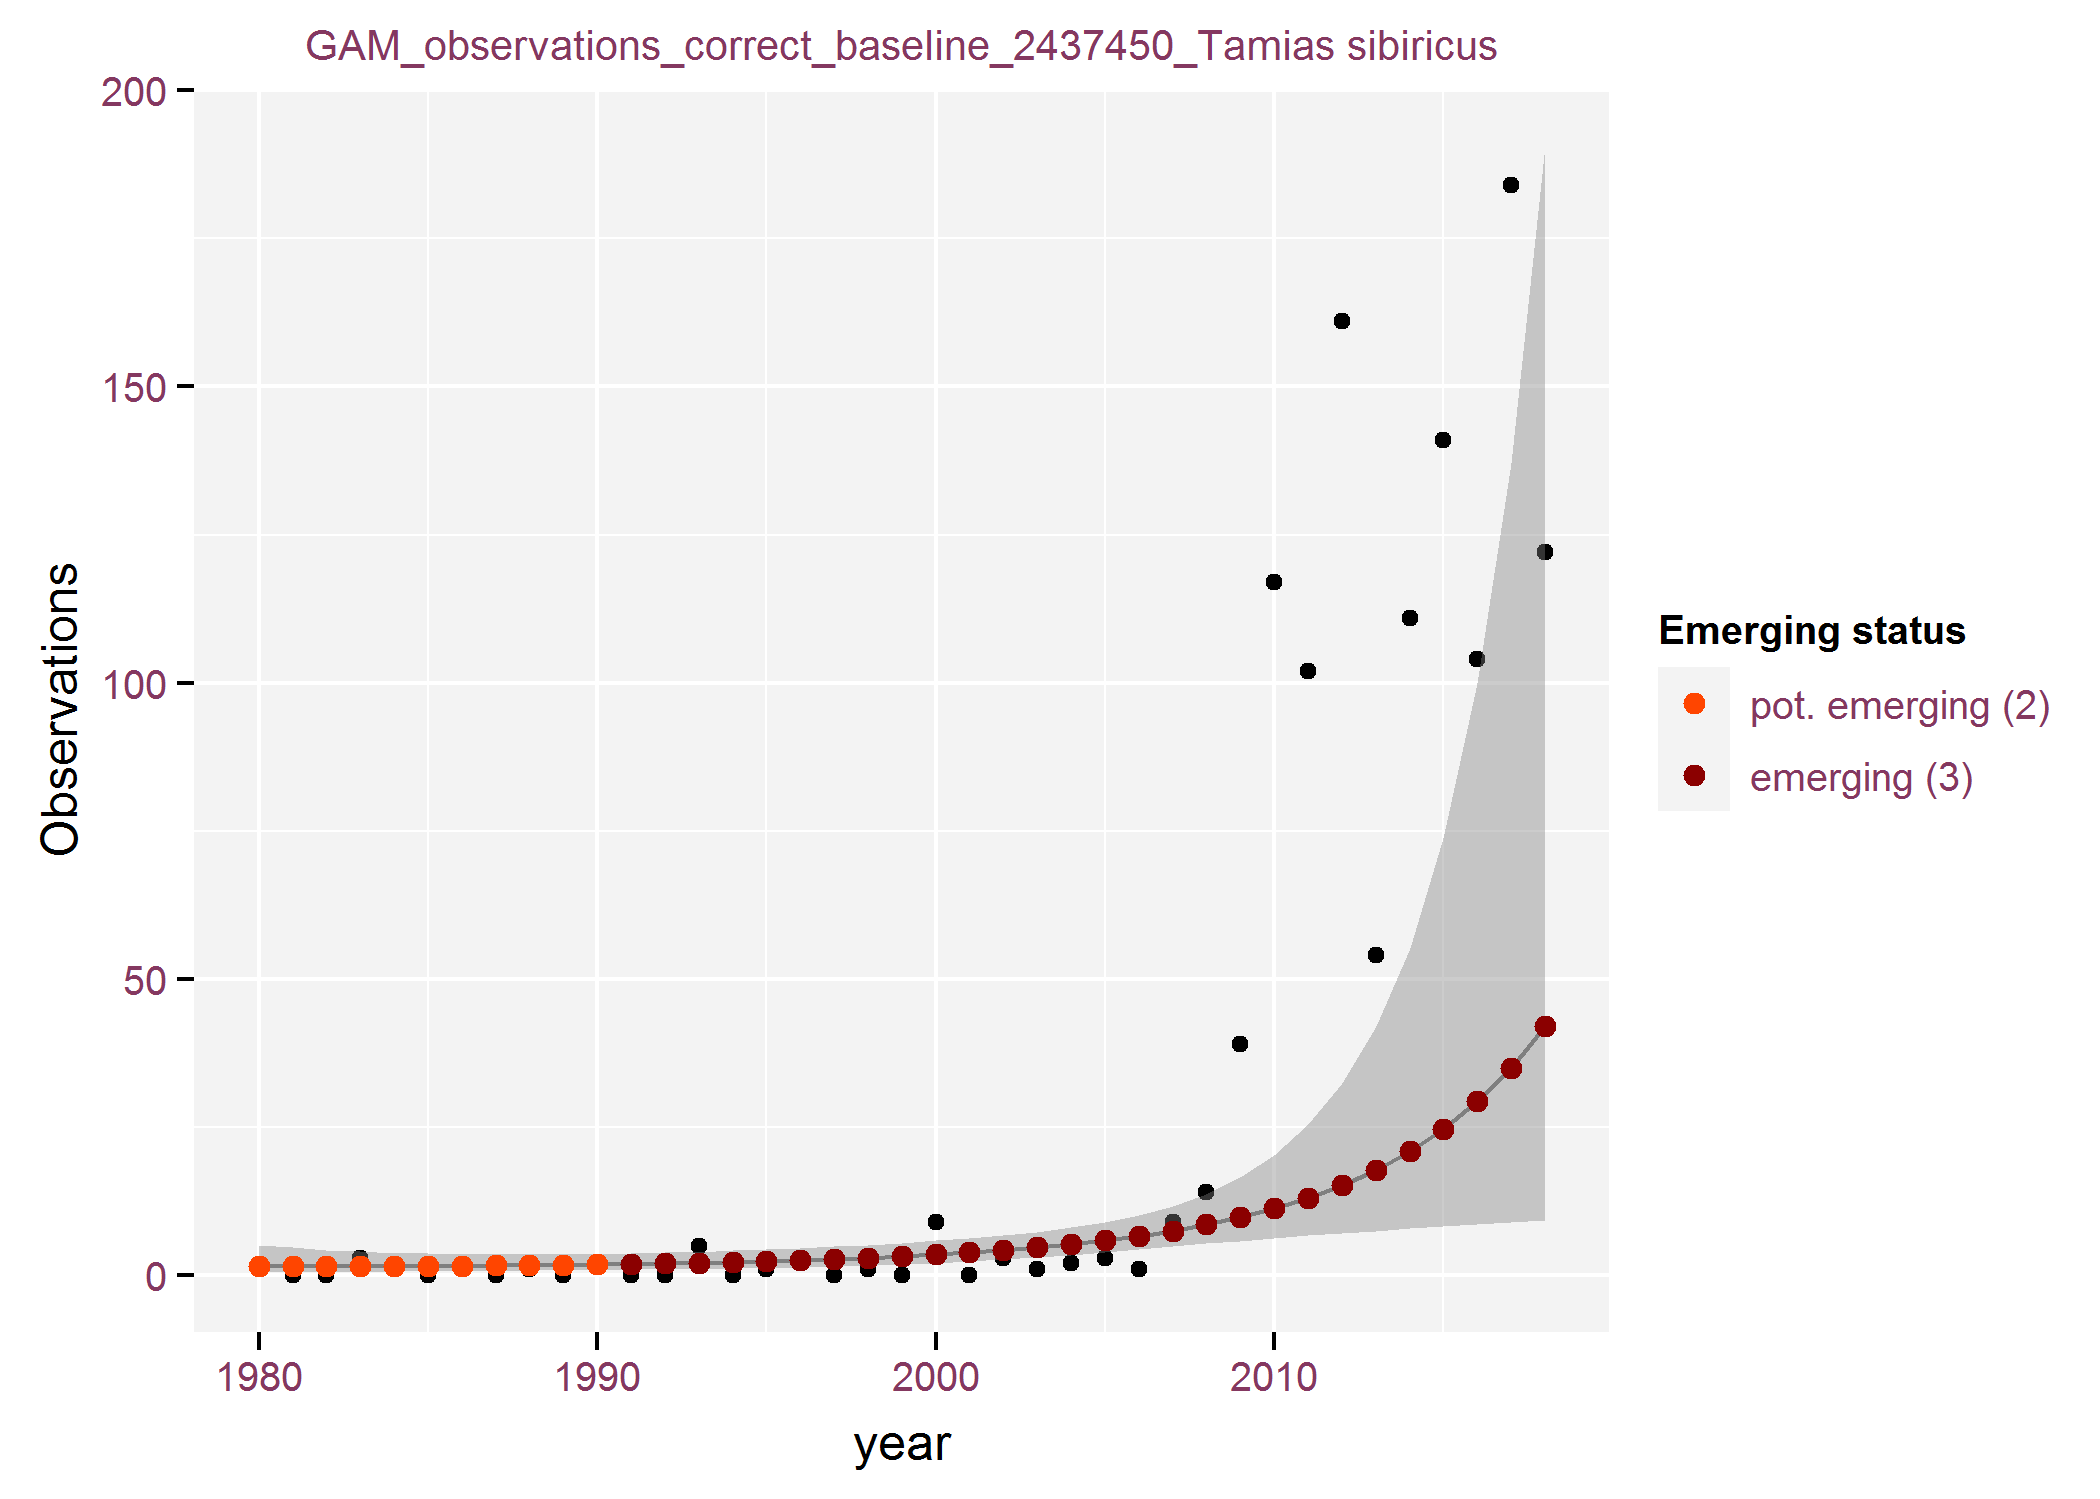 GAM_observations_correct_baseline_2437450_Tamias sibiricus
200
150
100
50
0
Observations
1980
1990
2000
2010
year
Emerging status
pot. emerging (2)
emerging (3)